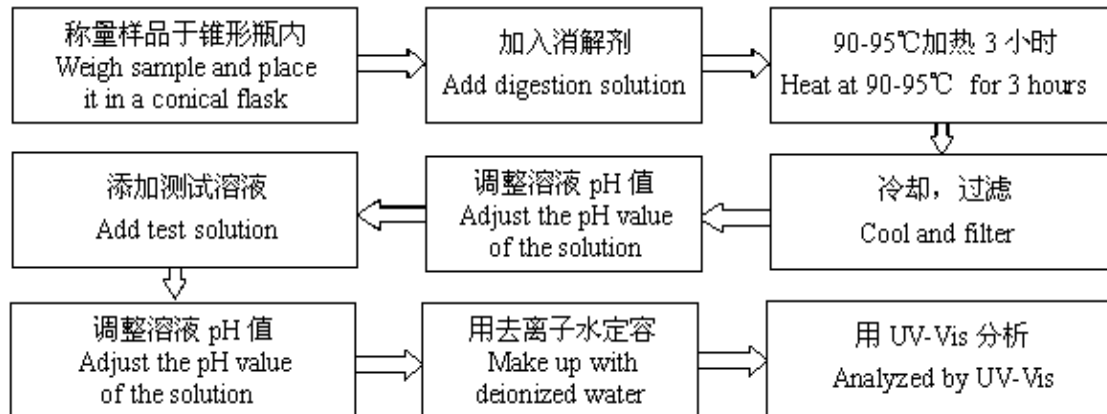 称量样品于锥形瓶内
Weigh sample and place
it in a conical flask
加入消解剂
Add digestion solution
90-95℃加热 3 小时
Heat at 90-95℃ for 3 hours
冷却，过滤
Cool and filter
调整溶液 pH 值
Adjust the pH value
of the solution
添加测试溶液
Add test solution
调整溶液 pH 值
Adjust the pH value
of the solution
用去离子水定容
Make up with
deionized water
用 UV-Vis 分析
Analyzed by UV-Vis